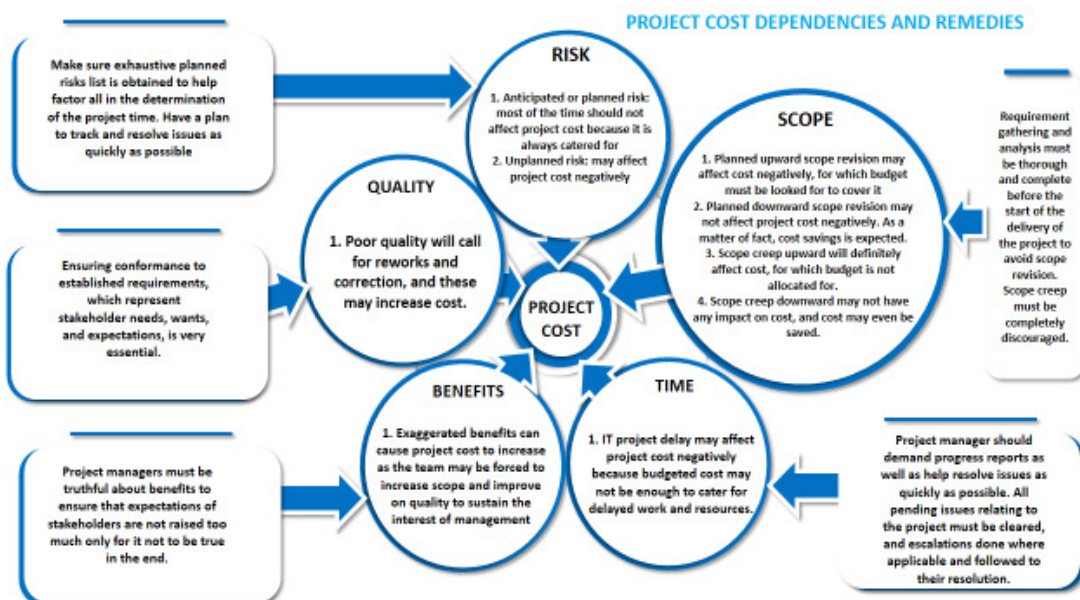 PROJECT COST DEPENDENCIES AND REMEDIES
Make sure exhaustive planned
risks list is obtained to help
factor all in the determination
of the project time. Have a plan
to track and resolve issues as
quickly as possible
RISK
1. Anticipated or planned risk:
most of the time should not
affect project cost because it is
always catered for
2. Unplanned risk: may affect
project cost negatively
SCOPE
1. Planned upward scope revision may
affect cost negatively, for which budget
must be looked for to cover it
2. Planned downward scope revision may
not affect project cost negatively. As a
matter of fact, cost savings is expected.
3. Scope creep upward will definitely
affect cost, for which budget is not
allocated for.
4. Scope creep downward may not have
any impact on cost, and cost may even be
saved.
Requirement
gathering and
analysis must
be thorough
and complete
before the
start of the
delivery of
the project to
avoid scope
revision.
Scope creep
must be
completely
discouraged.
QUALITY
1. Poor quality will call
for reworks and
correction, and these
may increase cost.
Ensuring conformance to
established requirements,
which represent
stakeholder needs, wants,
and expectations, is very
essential.
PROJECT
COST
BENEFITS
1. Exaggerated benefits can
cause project cost to increase
as the team may be forced to
increase scope and improve
on quality to sustain the
interest of management
TIME
1. IT project delay may affect
project cost negatively
because budgeted cost may
not be enough to cater for
delayed work and resources.
Project managers must be
truthful about benefits to
ensure that expectations of
stakeholders are not raised too
much only for it not to be true
in the end.
Project manager should
demand progress reports
as well as help resolve issues as
quickly as possible. All
pending issues relating to
the project must be cleared,
and escalations done where
applicable and followed to
their resolution.